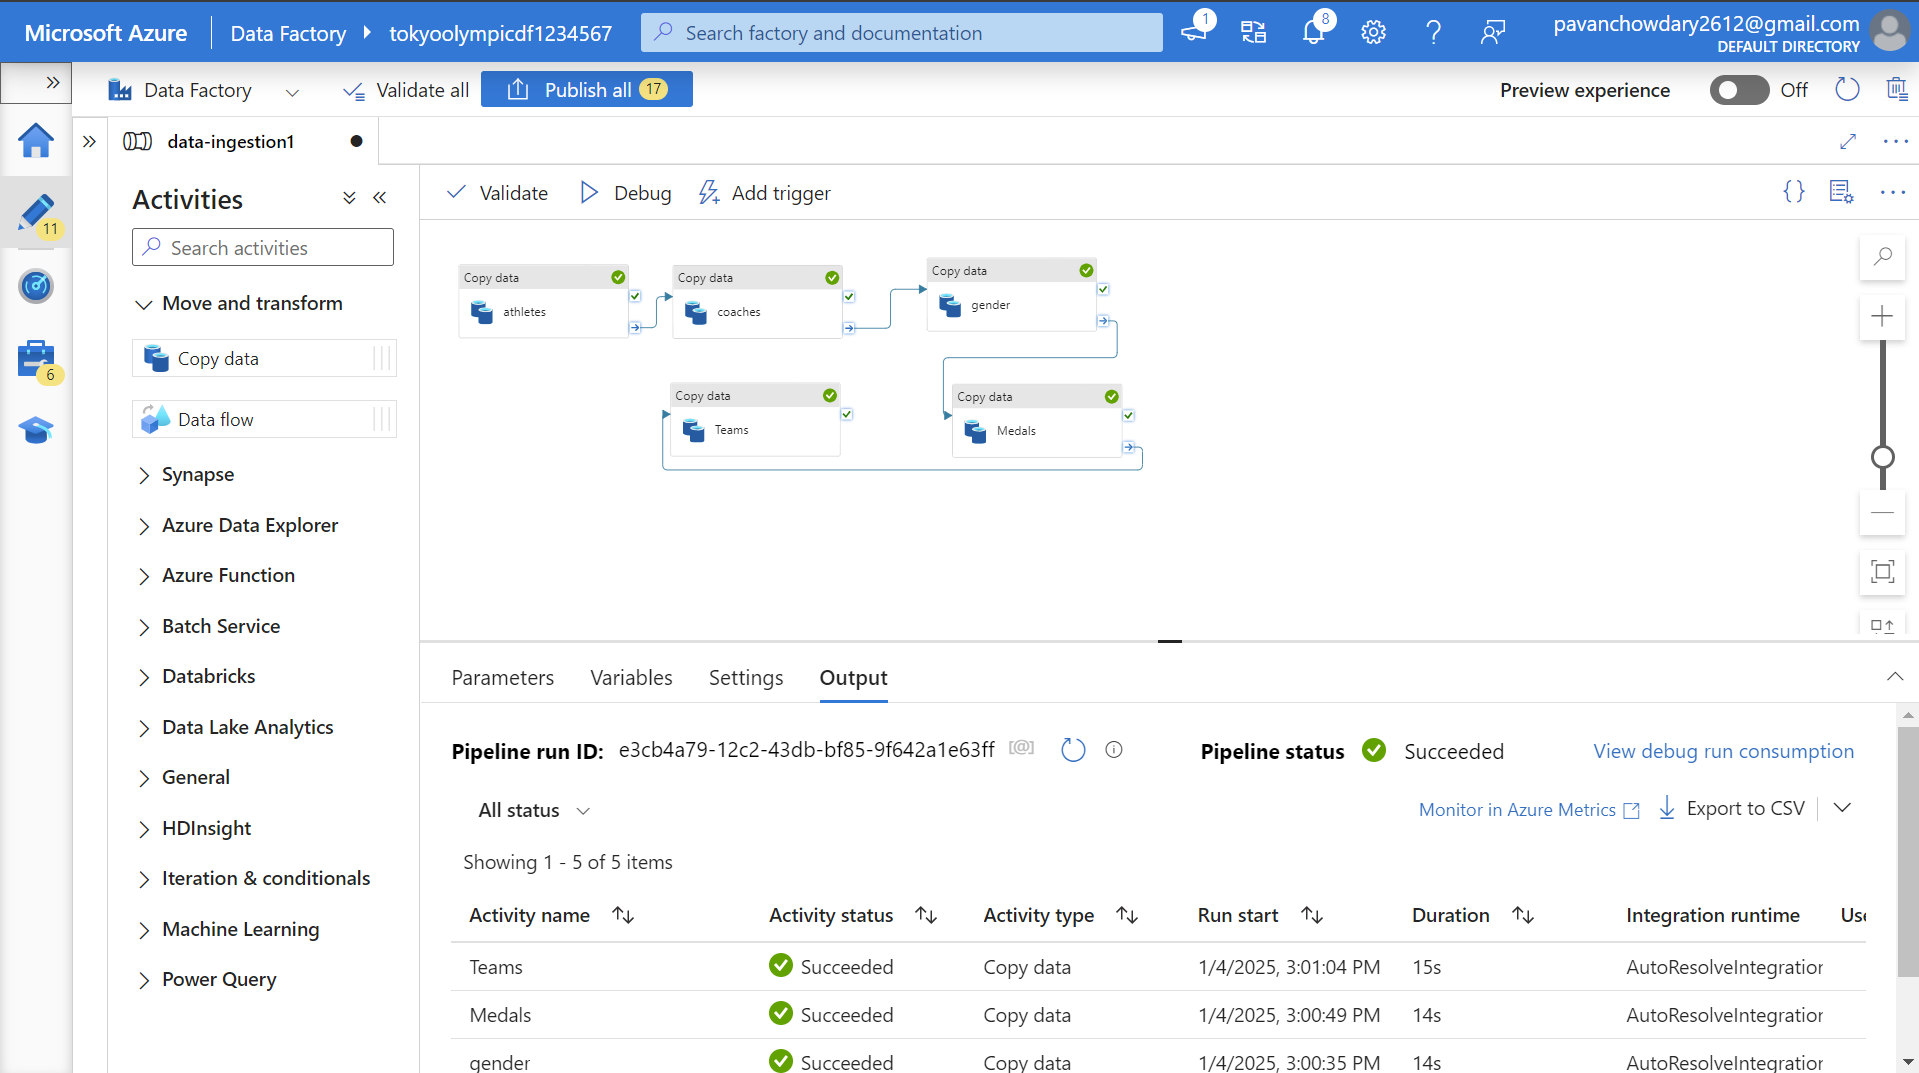 Microsoft Azure
Data Factory
tokyoolympicdf1234567
Search factory and documentation
1
8
pavanchowdary2612@gmail.com
DEFAULT DIRECTORY
Data Factory
Validate all
Publish all 17
Preview experience
Off
data-ingestion1
Activities
11
6
Search activities
Move and transform
Copy data
Data flow
Synapse
Azure Data Explorer
Azure Function
Batch Service
Databricks
Data Lake Analytics
General
HDInsight
Iteration & conditionals
Machine Learning
Power Query
Validate
Debug
Add trigger
Copy data
athletes
Copy data
coaches
Copy data
gender
Copy data
Teams
Copy data
Medals
Parameters
Variables
Settings
Output
Pipeline run ID: e3cb4a79-12c2-43db-bf85-9f642a1e63ff
Pipeline status Succeeded
View debug run consumption
All status
Monitor in Azure Metrics
Export to CSV
Showing 1 - 5 of 5 items
Activity name Activity status Activity type Run start Duration Integration runtime Use
Teams Succeeded Copy data 1/4/2025, 3:01:04 PM 15s AutoResolveIntegration
Medals Succeeded Copy data 1/4/2025, 3:00:49 PM 14s AutoResolveIntegration
gender Succeeded Copy data 1/4/2025, 3:00:35 PM 14s AutoResolveIntegration